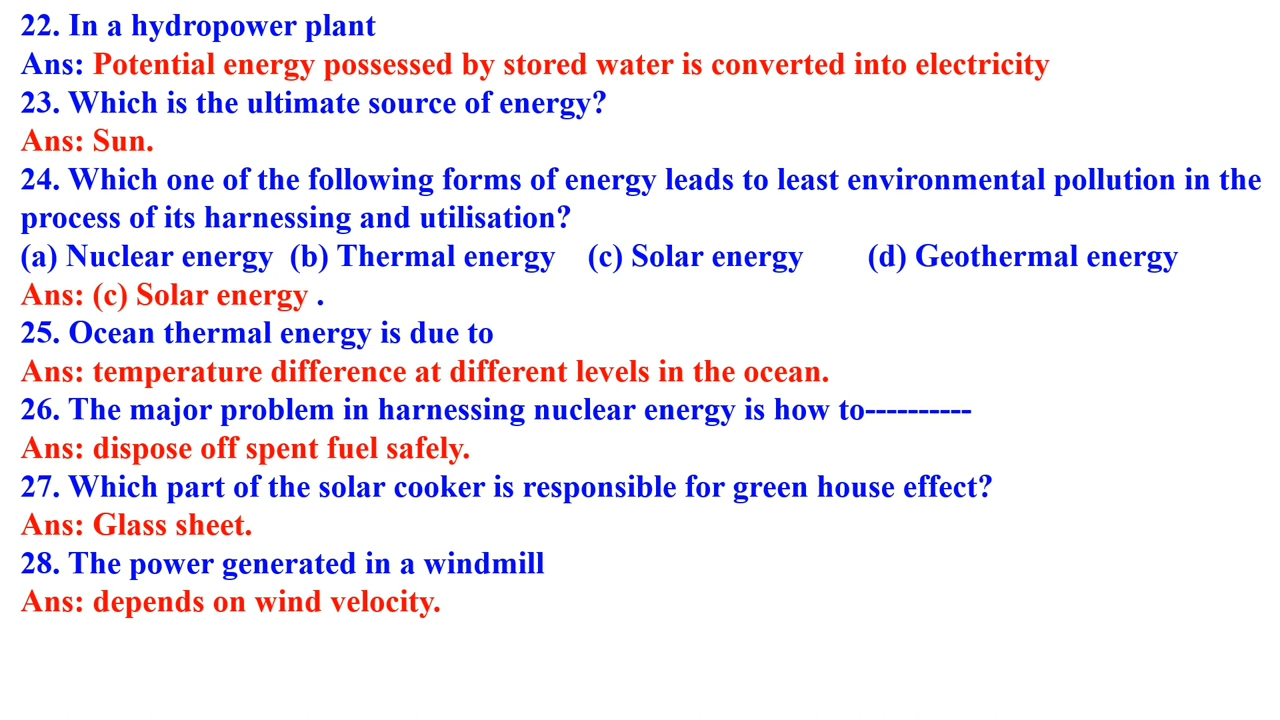 22. In a hydropower plant
Ans: Potential energy possessed by stored water is converted into electricity
23. Which is the ultimate source of energy?
Ans: Sun.
24. Which one of the following forms of energy leads to least environmental pollution in the
process of its harnessing and utilisation?
(a) Nuclear energy (b) Thermal energy (c) Solar energy (d) Geothermal energy
Ans: (c) Solar energy .
25. Ocean thermal energy is due to
Ans: temperature difference at different levels in the ocean.
26. The major problem in harnessing nuclear energy is how to----------
Ans: dispose off spent fuel safely.
27. Which part of the solar cooker is responsible for green house effect?
Ans: Glass sheet.
28. The power generated in a windmill
Ans: depends on wind velocity.